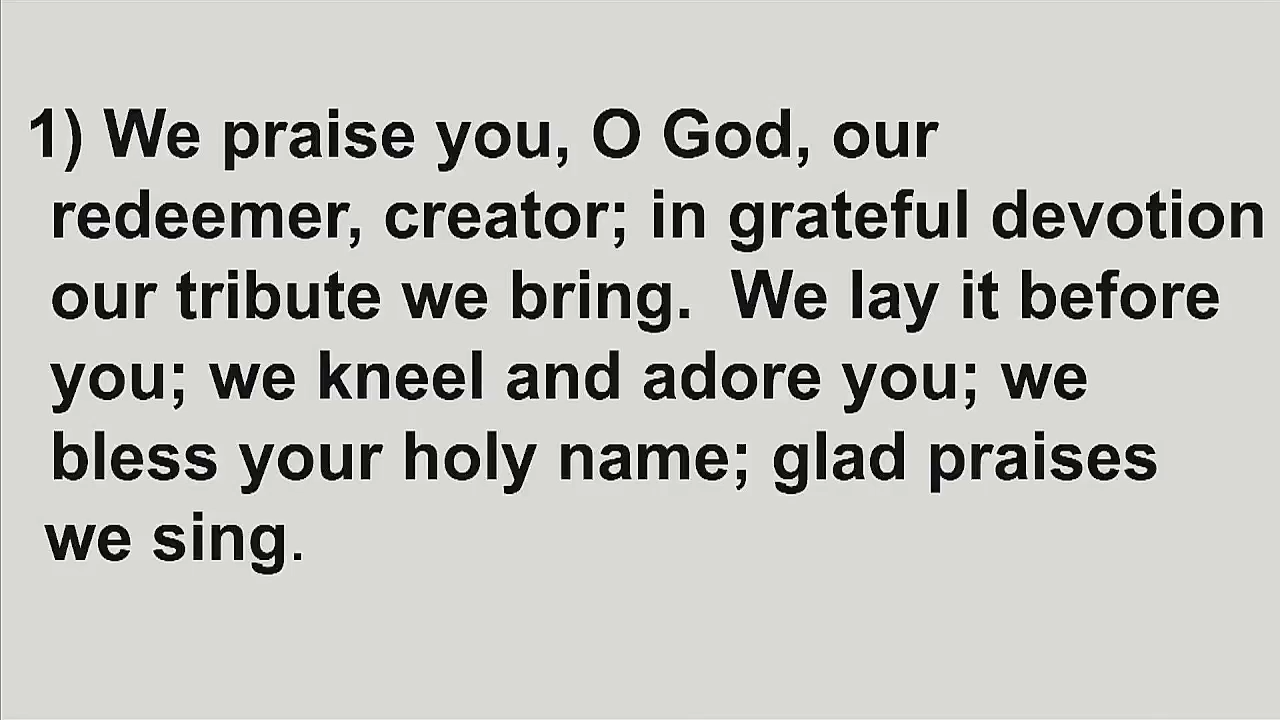 1) We praise you, O God, our
redeemer, creator; in grateful devotion
our tribute we bring.  We lay it before
you; we kneel and adore you; we
bless your holy name; glad praises
we sing.